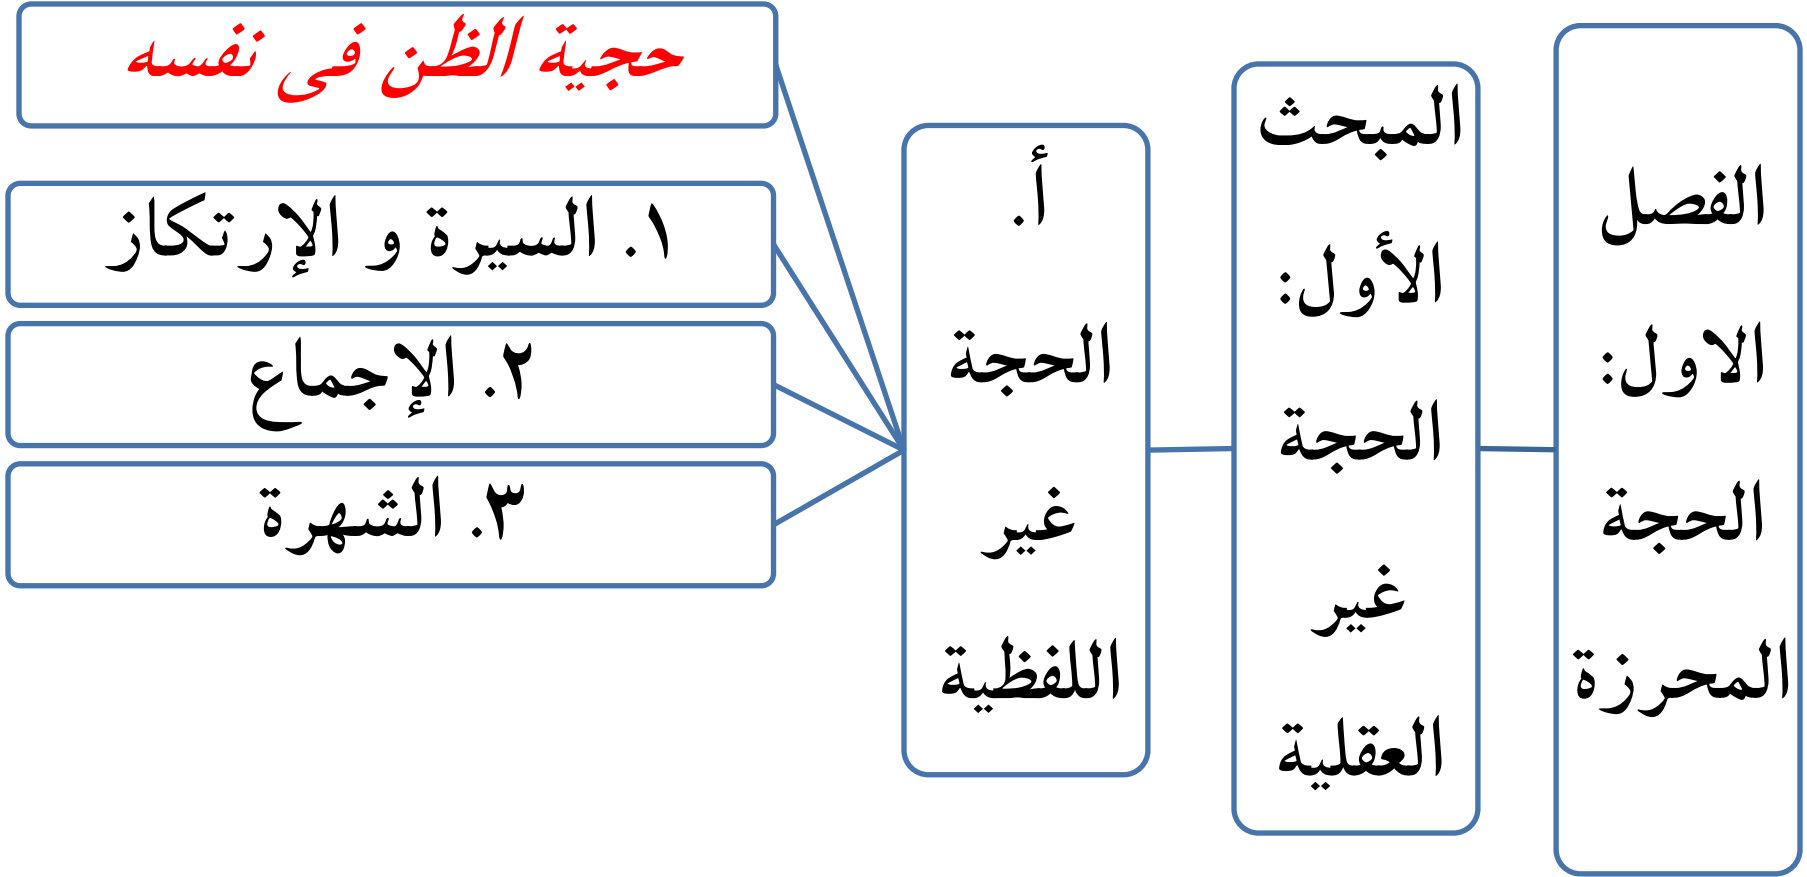 الفصل
الاول:
الحجة
المحرزة
المبحث
الأول:
الحجة
غير
العقلية
أ.
الحجة
غير
اللفظية
حجية الظن فى نفسه
١. السيرة و الإرتكاز
٢. الإجماع
٣. الشهرة